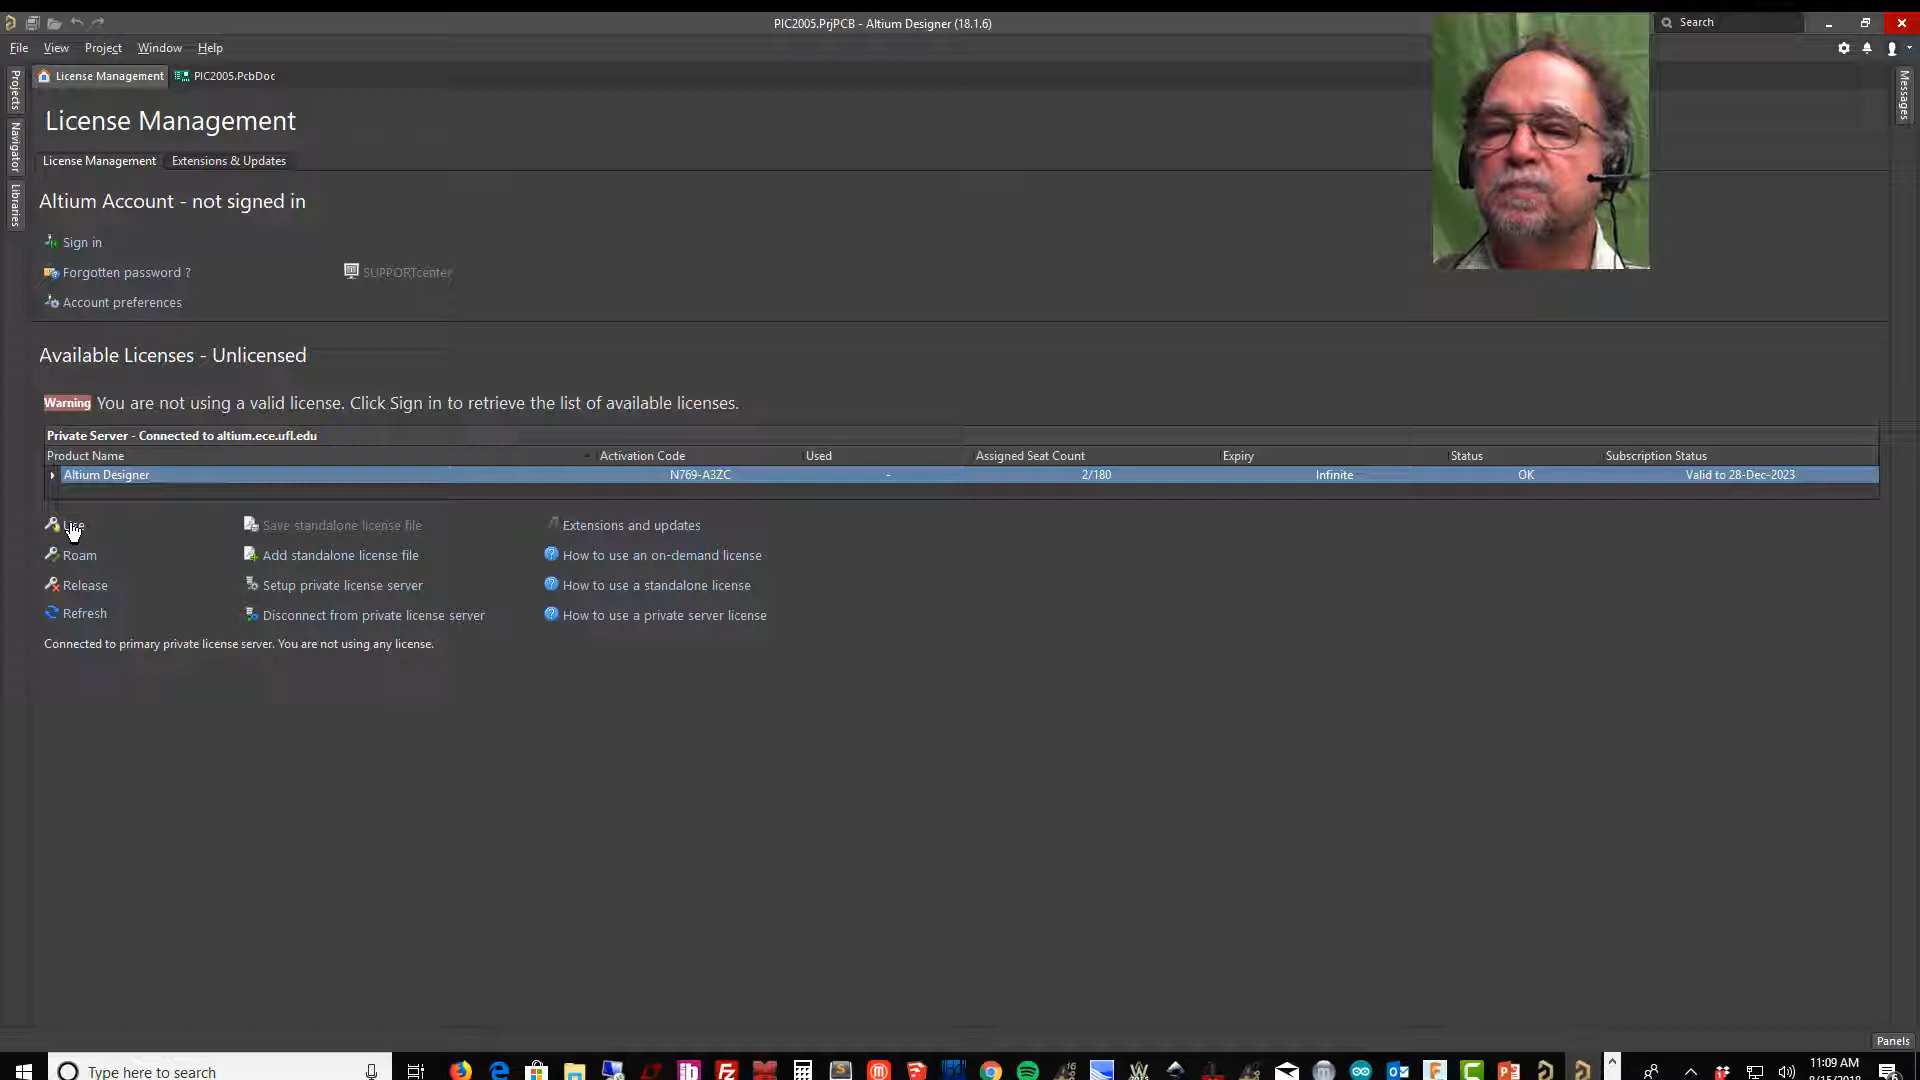 PIC2005.PrjPCB - Altium Designer (18.1.6)
Search
File View Project Window Help
License Management PIC2005.PcbDoc
Projects
Navigator
Libraries
Messages
License Management
License Management Extensions & Updates
Altium Account - not signed in
Sign in
Forgotten password ? SUPPORTcenter
Account preferences
Available Licenses - Unlicensed
Warning You are not using a valid license. Click Sign in to retrieve the list of available licenses.
Private Server - Connected to altium.ece.ufl.edu
Product Name Activation Code Used Assigned Seat Count Expiry Status Subscription Status
Altium Designer N769-A3ZC - 2/180 Infinite OK Valid to 28-Dec-2023
Use Save standalone license file Extensions and updates
Roam Add standalone license file How to use an on-demand license
Release Setup private license server How to use a standalone license
Refresh Disconnect from private license server How to use a private server license
Connected to primary private license server. You are not using any license.
Panels
Type here to search
11:09 AM
8/15/2018